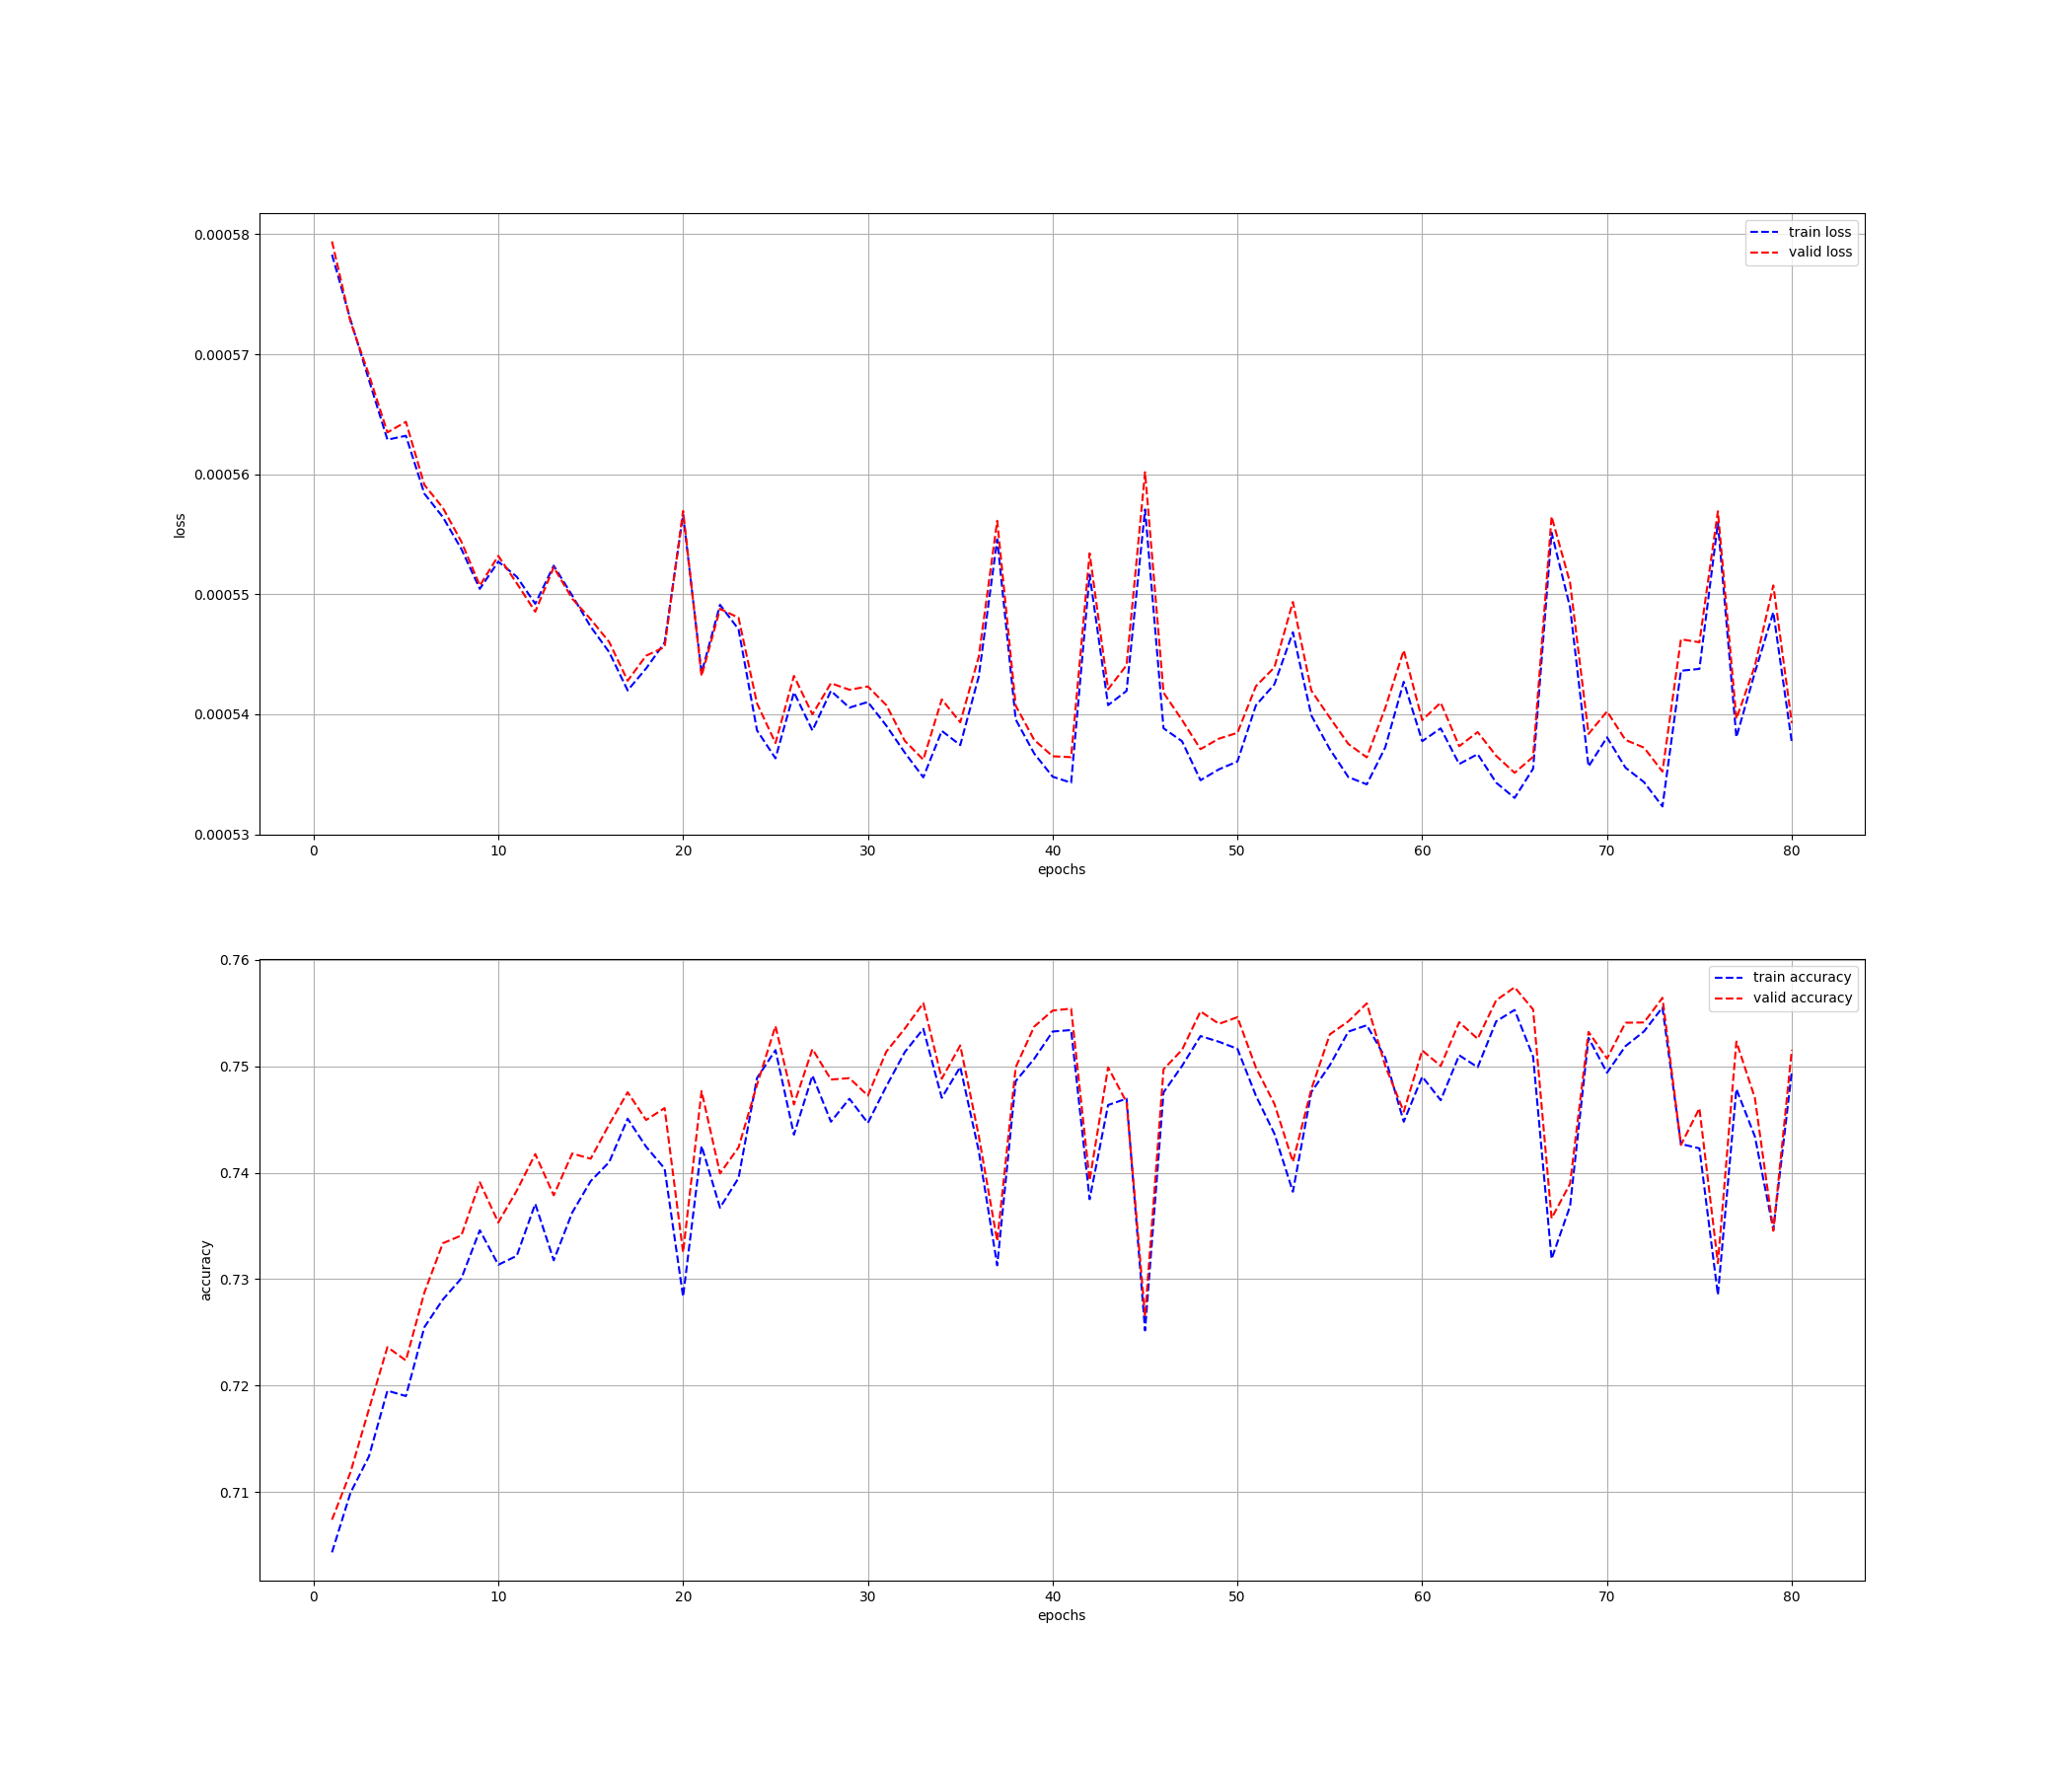 train loss
valid loss
0.00058
0.00057
0.00056
0.00055
0.00054
0.00053
loss
0 10 20 30 40 50 60 70 80
epochs
train accuracy
valid accuracy
0.76
0.75
0.74
0.73
0.72
0.71
accuracy
0 10 20 30 40 50 60 70 80
epochs